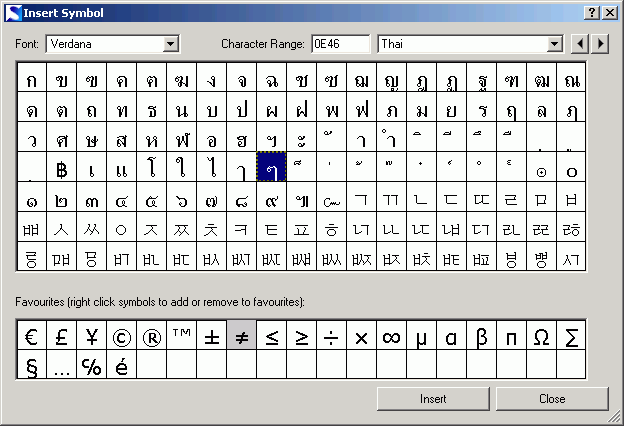 Insert Symbol
Font: Verdana Character Range: 0E46 Thai
ก ข ฃ ค ฅ ฆ ง จ ฉ ช ซ ฌ ญ ฎ ฏ ฐ ฑ ฒ ณ
ด ต ถ ท ธ น บ ป ผ ฝ พ ฟ ภ ม ย ร ฤ ล ฦ
ว ศ ษ ส ห ฬ อ ฮ ฯ ะ ั า ำ ิ ี ึ ื ุ ู
ฺ ฿ เ แ โ ใ ไ ๅ ๆ ็ ่ ้ ๊ ๋ ์ ํ ๎ ๏ ๐
๑ ๒ ๓ ๔ ๕ ๖ ๗ ๘ ๙ ๚ ๛ ᄀ ᄁ ᄂ ᄃ ᄄ ᄅ ᄆ ᄇ
ᄈ ᄉ ᄊ ᄋ ᄌ ᄍ ᄎ ᄏ ᄐ ᄑ ᄒ ᄓ ᄔ ᄕ ᄖ ᄗ ᄘ ᄙ ᄚ
ᄛ ᄜ ᄝ ᄞ ᄟ ᄠ ᄡ ᄢ ᄣ ᄤ ᄥ ᄦ ᄧ ᄨ ᄩ ᄪ ᄫ ᄬ ᄭ
Favourites (right click symbols to add or remove to favourites):
€ £ ¥ © ® ™ ± ≠ ≤ ≥ ÷ × ∞ μ α β π Ω ∑
§ … ℅ é
Insert Close